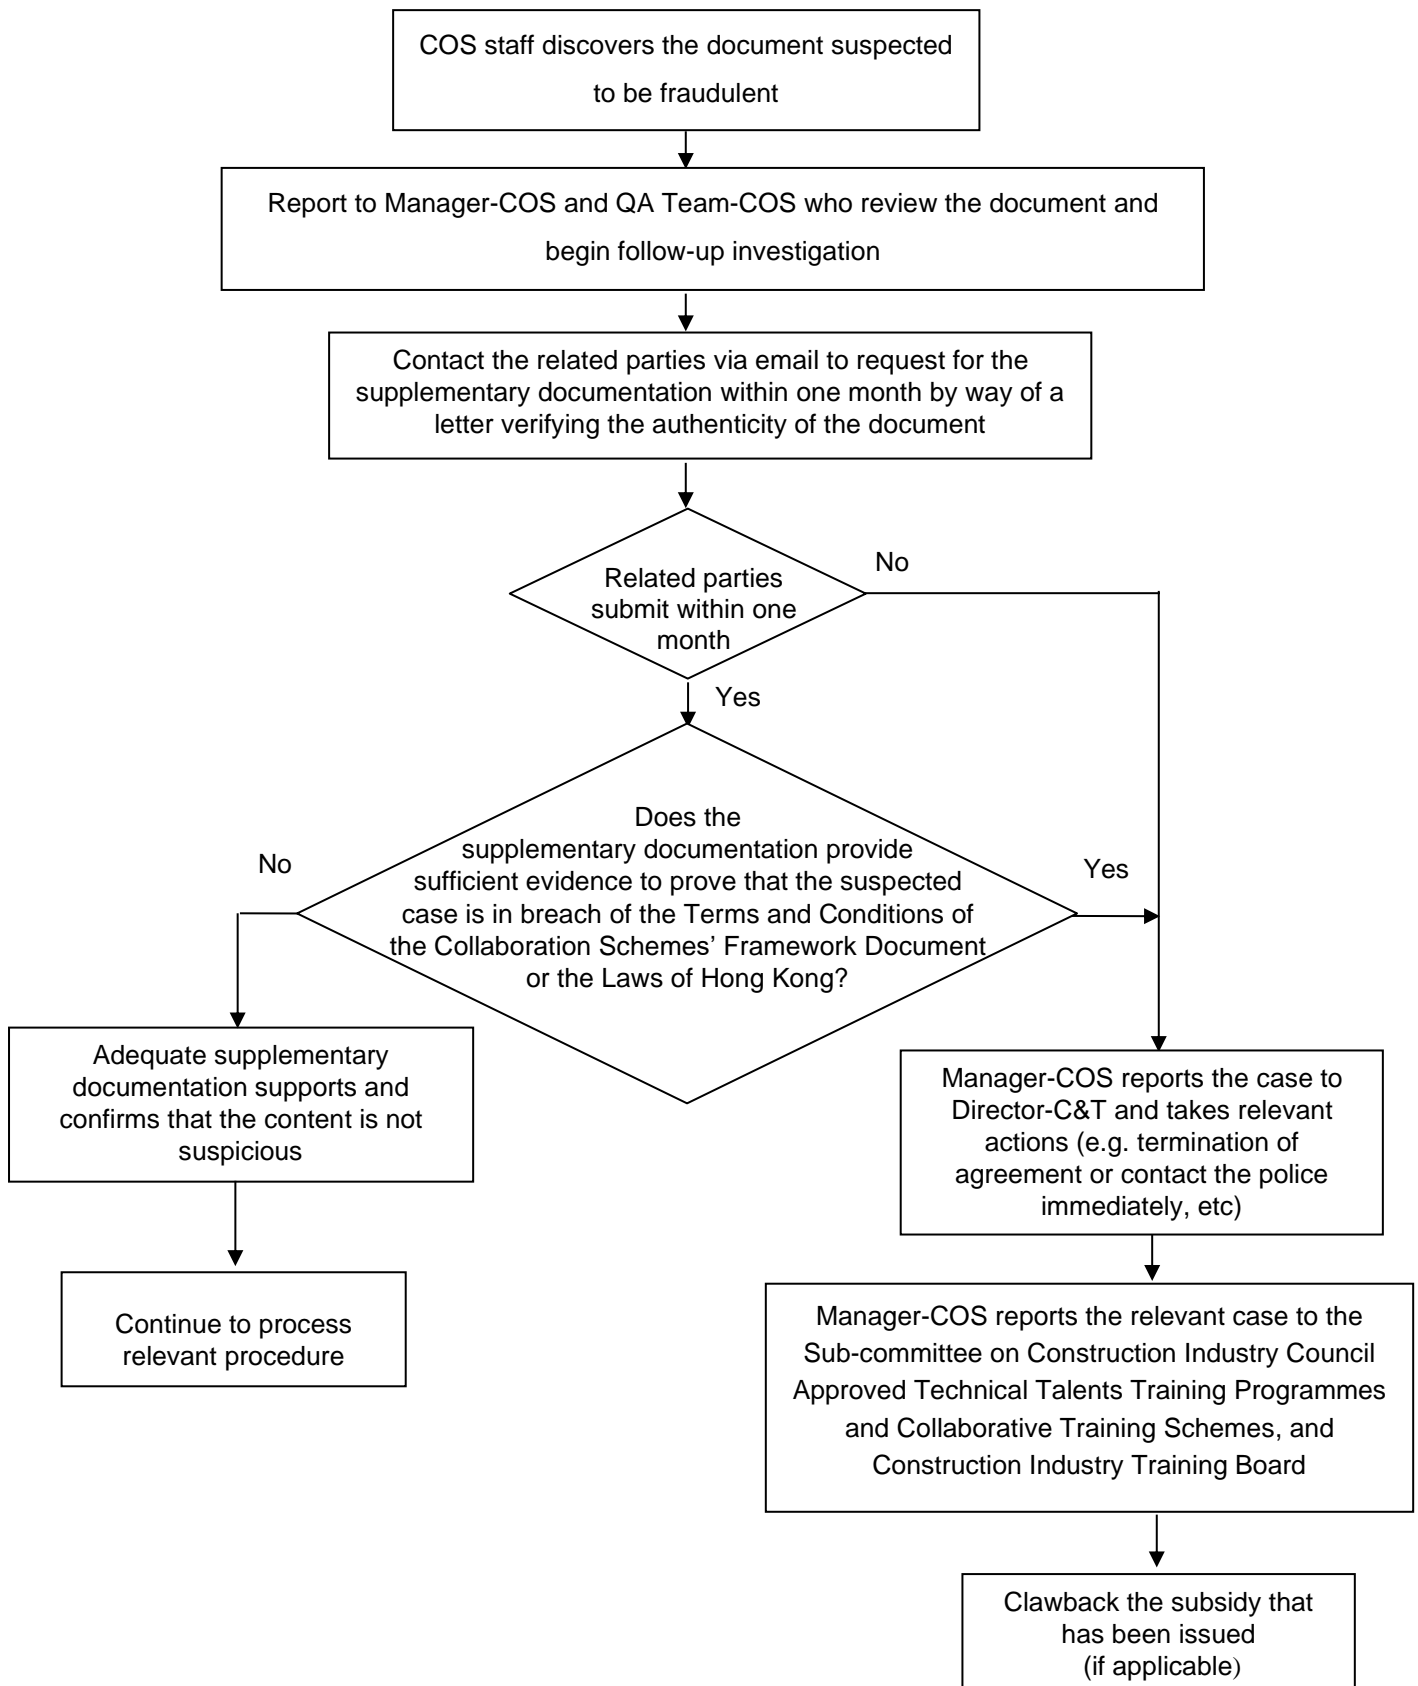 COS staff discovers the document suspected
to be fraudulent
Report to Manager-COS and QA Team-COS who review the document and
begin follow-up investigation
Contact the related parties via email to request for the
supplementary documentation within one month by way of a
letter verifying the authenticity of the document
Related parties
submit within one
month
No
Yes
Does the
supplementary documentation provide
sufficient evidence to prove that the suspected
case is in breach of the Terms and Conditions of
the Collaboration Schemes’ Framework Document
or the Laws of Hong Kong?
No
Yes
Adequate supplementary
documentation supports and
confirms that the content is not
suspicious
Continue to process
relevant procedure
Manager-COS reports the case to
Director-C&T and takes relevant
actions (e.g. termination of
agreement or contact the police
immediately, etc)
Manager-COS reports the relevant case to the
Sub-committee on Construction Industry Council
Approved Technical Talents Training Programmes
and Collaborative Training Schemes, and
Construction Industry Training Board
Clawback the subsidy that
has been issued
(if applicable)